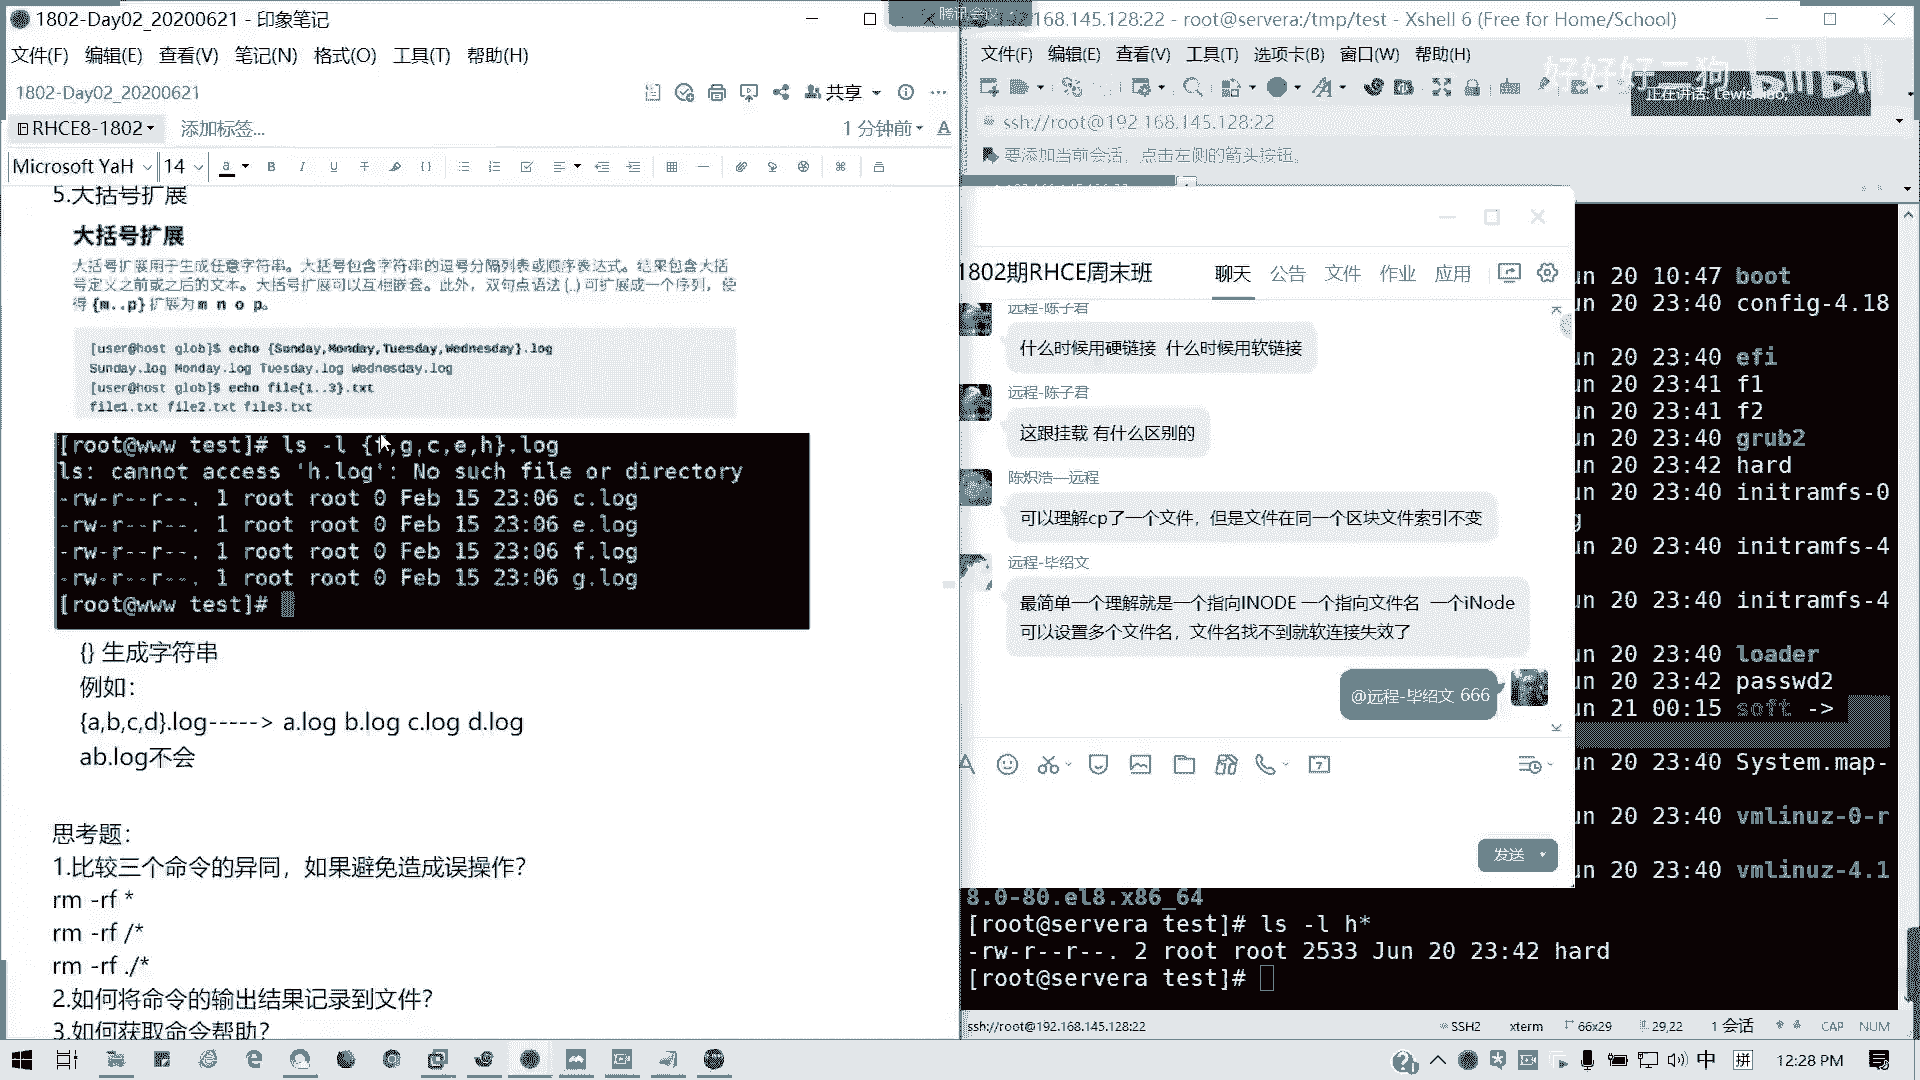 1802-Day02_20200621 - 印象笔记
文件(F) 编辑(E) 查看(V) 笔记(N) 格式(O) 工具(T) 帮助(H)
1802-Day02_20200621
共享
RHCE8-1802
添加标签...
1 分钟前
Microsoft YaH
14
5.大括号扩展
大括号扩展
大括号扩展用于生成任意字符串。大括号包含字符串的逗号分隔列表或顺序表达式。结果包含大括
号定义之前或之后的文本。大括号扩展可以互相嵌套。此外，双句点语法 (..) 可扩展成一个序列，使
得 {m..p} 扩展为 m n o p。
[user@host glob]$ echo {Sunday,Monday,Tuesday,Wednesday}.log
Sunday.log Monday.log Tuesday.log Wednesday.log
[user@host glob]$ echo file{1..3}.txt
file1.txt file2.txt file3.txt
[root@www test]# ls -l {f,g,c,e,h}.log
ls: cannot access 'h.log': No such file or directory
-rw-r--r--. 1 root root 0 Feb 15 23:06 c.log
-rw-r--r--. 1 root root 0 Feb 15 23:06 e.log
-rw-r--r--. 1 root root 0 Feb 15 23:06 f.log
-rw-r--r--. 1 root root 0 Feb 15 23:06 g.log
[root@www test]#
{} 生成字符串
例如：
{a,b,c,d}.log-----> a.log b.log c.log d.log
ab.log不会
思考题：
1.比较三个命令的异同，如果避免造成误操作？
rm -rf *
rm -rf /*
rm -rf ./*
2.如何将命令的输出结果记录到文件？
3.如何获取命令帮助？
腾讯会议
192.168.145.128:22 - root@servera:/tmp/test - Xshell 6 (Free for Home/School)
文件(F) 编辑(E) 查看(V) 工具(T) 选项卡(B) 窗口(W) 帮助(H)
好好好二狗 bilibili
正在讲话: Lewis
ssh://root@192.168.145.128:22
要添加当前会话，点击左侧的箭头按钮。
1802期RHCE周末班
聊天 公告 文件 作业 应用
远程-陈子君
什么时候用硬链接 什么时候用软链接
远程-陈子君
这跟挂载 有什么区别的
陈炽浩—远程
可以理解cp了一个文件，但是文件在同一个区块文件索引不变
远程-毕绍文
最简单一个理解就是一个指向INODE 一个指向文件名 一个iNode
可以设置多个文件名，文件名找不到就软连接失效了
@远程-毕绍文 666
发送
un 20 10:47 boot
un 20 23:40 config-4.18
un 20 23:40 efi
un 20 23:41 f1
un 20 23:41 f2
un 20 23:40 grub2
un 20 23:42 hard
un 20 23:40 initramfs-0
g
un 20 23:40 initramfs-4
un 20 23:40 initramfs-4
un 20 23:40 loader
un 20 23:42 passwd2
un 21 00:15 soft ->
un 20 23:40 System.map-
un 20 23:40 vmlinuz-0-r
un 20 23:40 vmlinuz-4.1
8.0-80.el8.x86_64
[root@servera test]# ls -l h*
-rw-r--r--. 2 root root 2533 Jun 20 23:42 hard
[root@servera test]#
ssh://root@192.168.145.128:22
SSH2 xterm 66x29 29,22 1 会话 CAP NUM
中 拼 12:28 PM